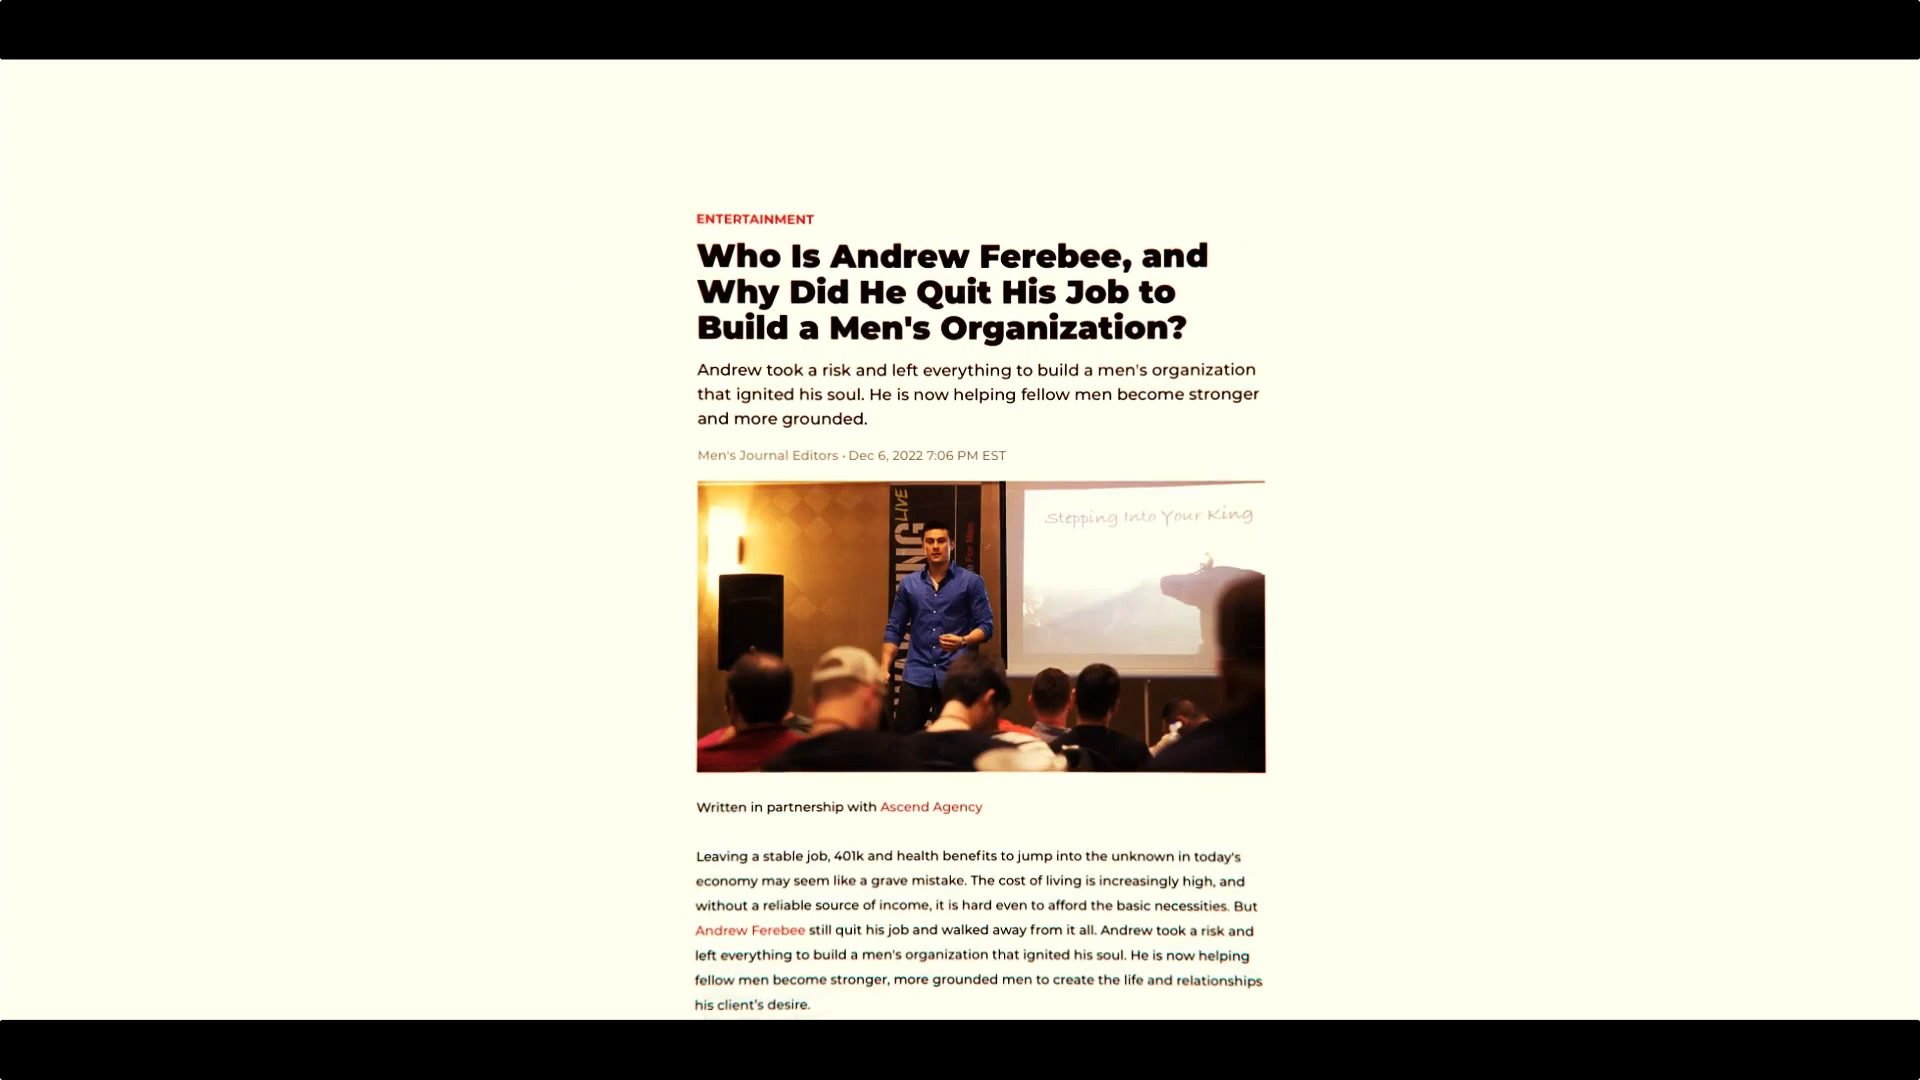 ENTERTAINMENT
Who Is Andrew Ferebee, and
Why Did He Quit His Job to
Build a Men's Organization?
Andrew took a risk and left everything to build a men's organization
that ignited his soul. He is now helping fellow men become stronger
and more grounded.
Men's Journal Editors • Dec 6, 2022 7:06 PM EST
LIVE
For Men
Stepping Into Your King
Written in partnership with Ascend Agency
Leaving a stable job, 401k and health benefits to jump into the unknown in today's
economy may seem like a grave mistake. The cost of living is increasingly high, and
without a reliable source of income, it is hard even to afford the basic necessities. But
Andrew Ferebee still quit his job and walked away from it all. Andrew took a risk and
left everything to build a men's organization that ignited his soul. He is now helping
fellow men become stronger, more grounded men to create the life and relationships
his client's desire.